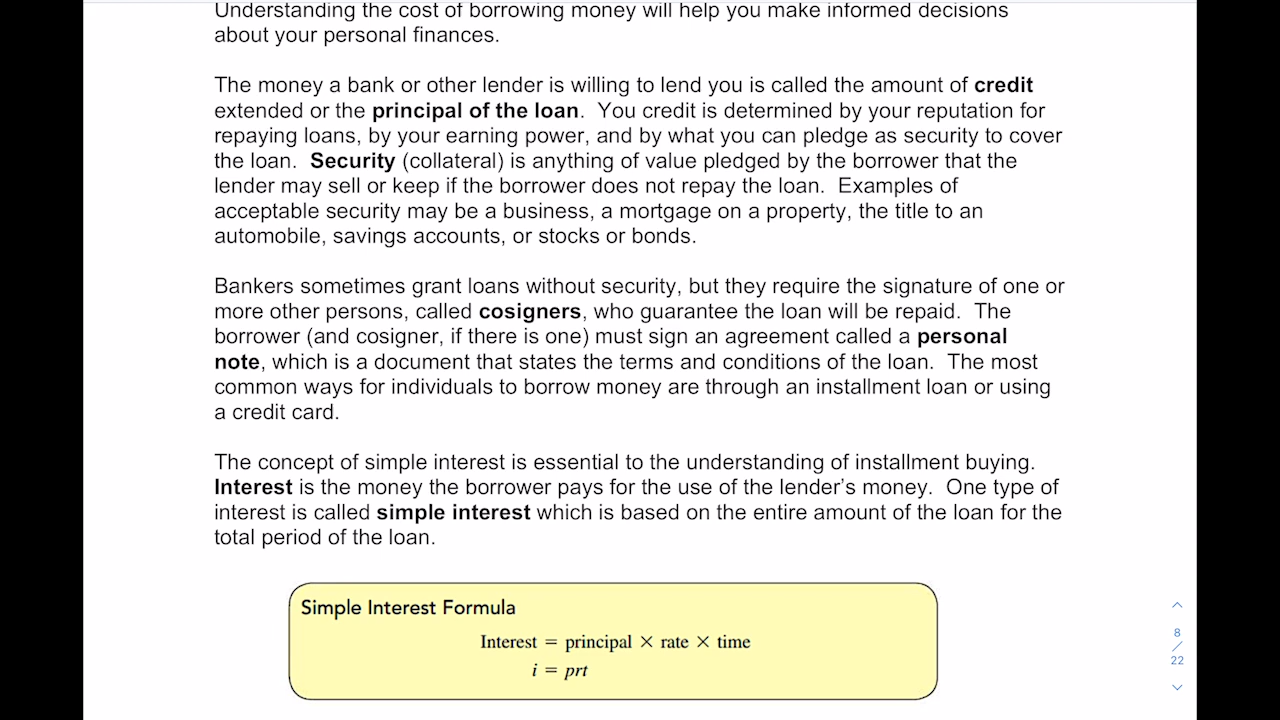 Understanding the cost of borrowing money will help you make informed decisions
about your personal finances.
The money a bank or other lender is willing to lend you is called the amount of credit
extended or the principal of the loan. You credit is determined by your reputation for
repaying loans, by your earning power, and by what you can pledge as security to cover
the loan. Security (collateral) is anything of value pledged by the borrower that the
lender may sell or keep if the borrower does not repay the loan. Examples of
acceptable security may be a business, a mortgage on a property, the title to an
automobile, savings accounts, or stocks or bonds.
Bankers sometimes grant loans without security, but they require the signature of one or
more other persons, called cosigners, who guarantee the loan will be repaid. The
borrower (and cosigner, if there is one) must sign an agreement called a personal
note, which is a document that states the terms and conditions of the loan. The most
common ways for individuals to borrow money are through an installment loan or using
a credit card.
The concept of simple interest is essential to the understanding of installment buying.
Interest is the money the borrower pays for the use of the lender's money. One type of
interest is called simple interest which is based on the entire amount of the loan for the
total period of the loan.
Simple Interest Formula
Interest = principal × rate × time
i = prt
8
/
22